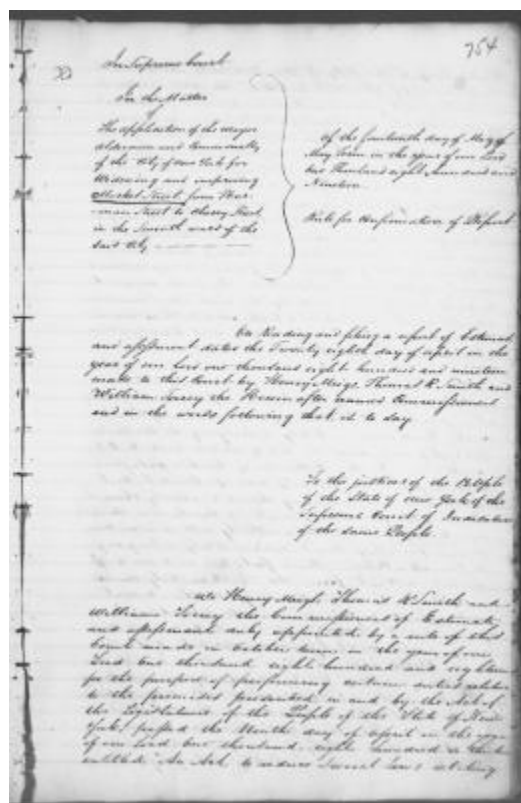 354
In Supreme Court
In the Matter
of
The application of the Mayor
Aldermen and Commonalty
of the City of New York for
Widening and improving
Market Street from
man Street to Cherry Street
in the Seventh ward of the
said City
Of the fourteenth day of May of
May Term in the year of our Lord
one Thousand eight hundred and
Nineteen
Rule for Confirmation of Report
On Reading and filing a report of Estimate
and assessment dated the Twenty eighth day of April in the
year of our Lord one thousand eight hundred and nineteen
made to this Court by Henry Meigs, Thomas R. Smith and
William Torrey the Herein after named Commissioners
and in the words following that is to say
To the justices of the People
of the State of New York of the
Supreme Court of Judicature
of the same People.
We Henry Meigs Thomas R Smith and
William Torrey the Commissioners of Estimate
and assessment duly appointed by a rule of this
Court made in October Term in the year of our
Lord one thousand eight hundred and eighteen
for the purpose of performing certain duties relative
to the premises in and by the Act of
the Legislature of the People of the State of New
York passed the Ninth day of April in the year
of our Lord one thousand eight hundred &
entitled An Act to reduce Several laws relating